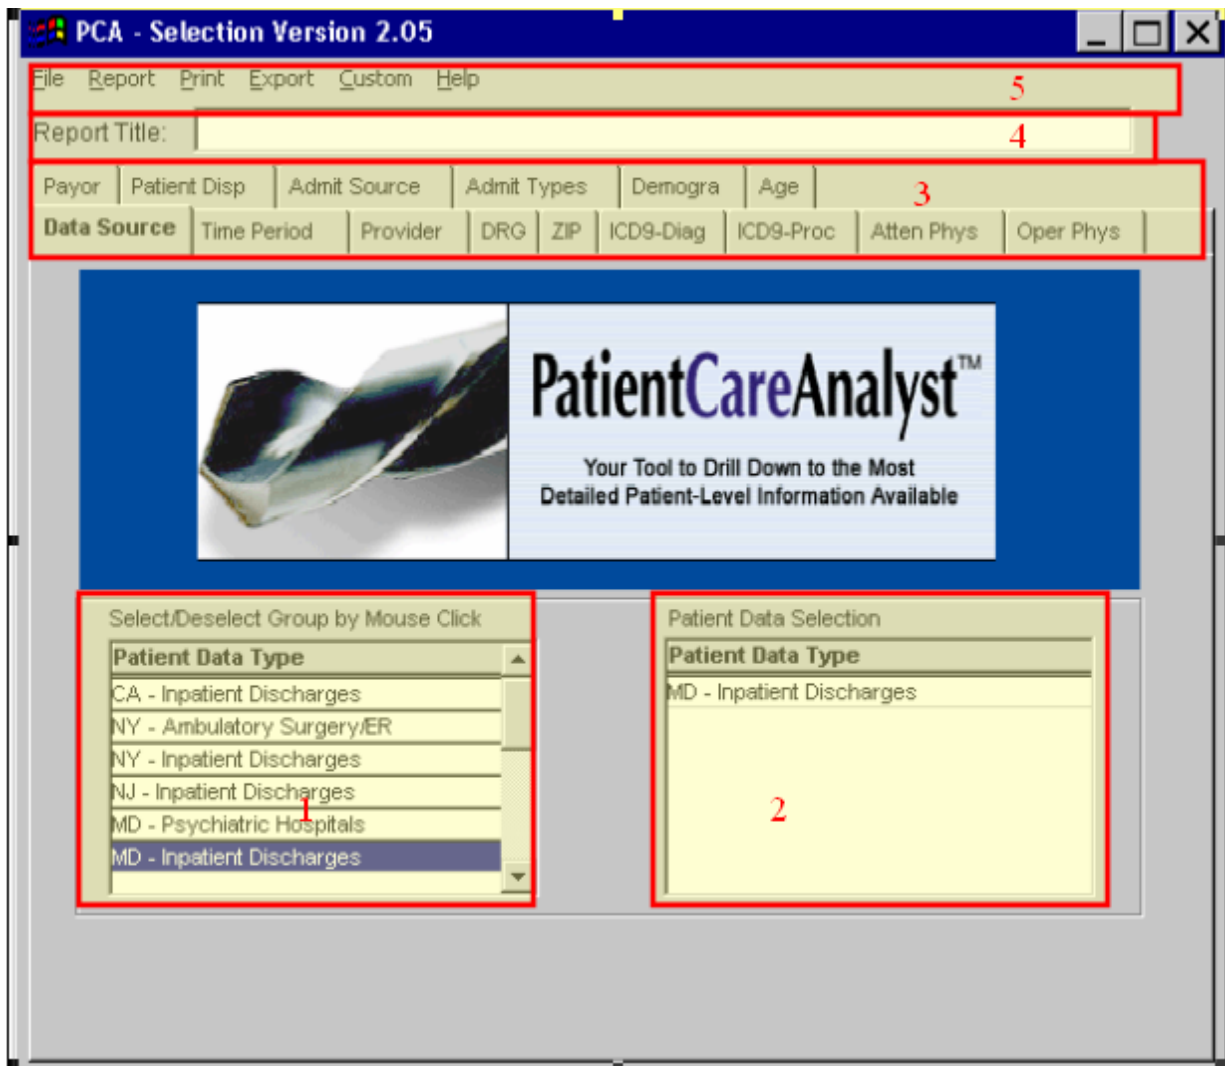 PCA - Selection Version 2.05
File Report Print Export Custom Help
5
Report Title:
4
Payor Patient Disp Admit Source Admit Types Demogra Age
3
Data Source Time Period Provider DRG ZIP ICD9-Diag ICD9-Proc Atten Phys Oper Phys
PatientCareAnalyst™
Your Tool to Drill Down to the Most
Detailed Patient-Level Information Available
Select/Deselect Group by Mouse Click
Patient Data Type
CA - Inpatient Discharges
NY - Ambulatory Surgery/ER
NY - Inpatient Discharges
NJ - Inpatient Discharges
1
MD - Psychiatric Hospitals
MD - Inpatient Discharges
Patient Data Selection
Patient Data Type
MD - Inpatient Discharges
2